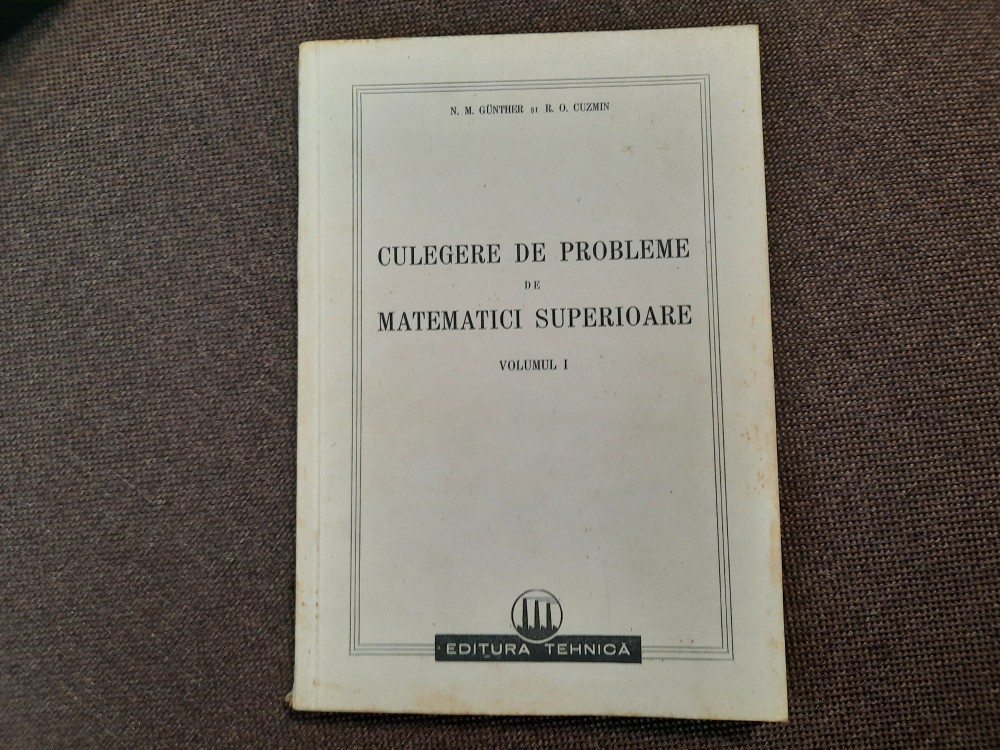 N. M. GÜNTHER și R. O. CUZMIN
CULEGERE DE PROBLEME
DE
MATEMATICI SUPERIOARE
VOLUMUL I
EDITURA TEHNICĂ